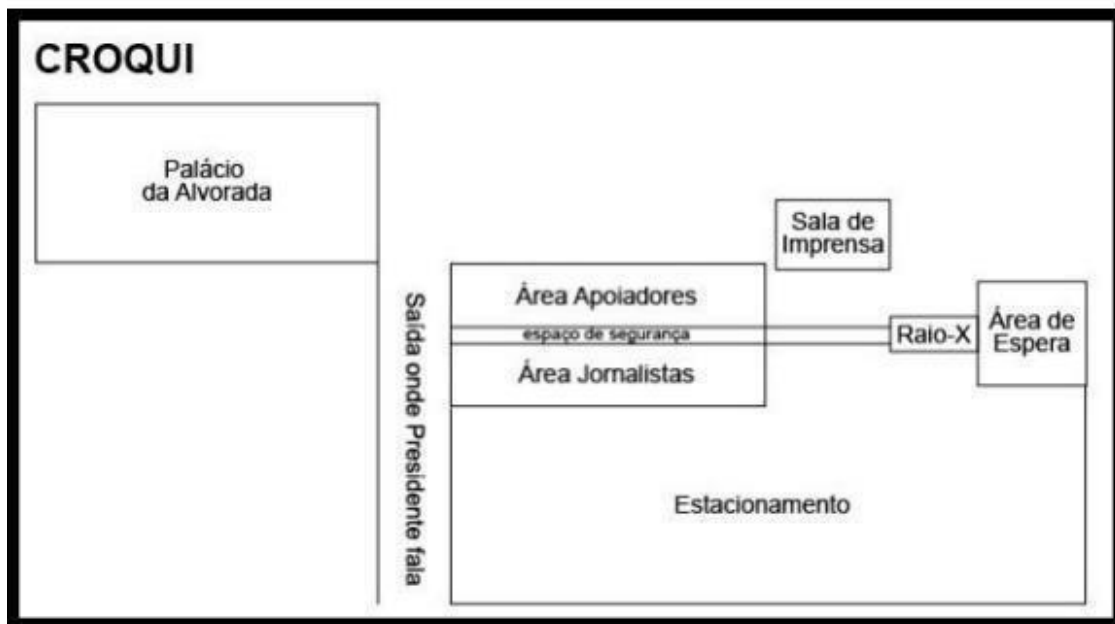 CROQUI
Palácio
da Alvorada
Sala de
Imprensa
Área Apoiadores
espaço de segurança
Área Jornalistas
Raio-X
Área de
Espera
Saída onde Presidente fala
Estacionamento